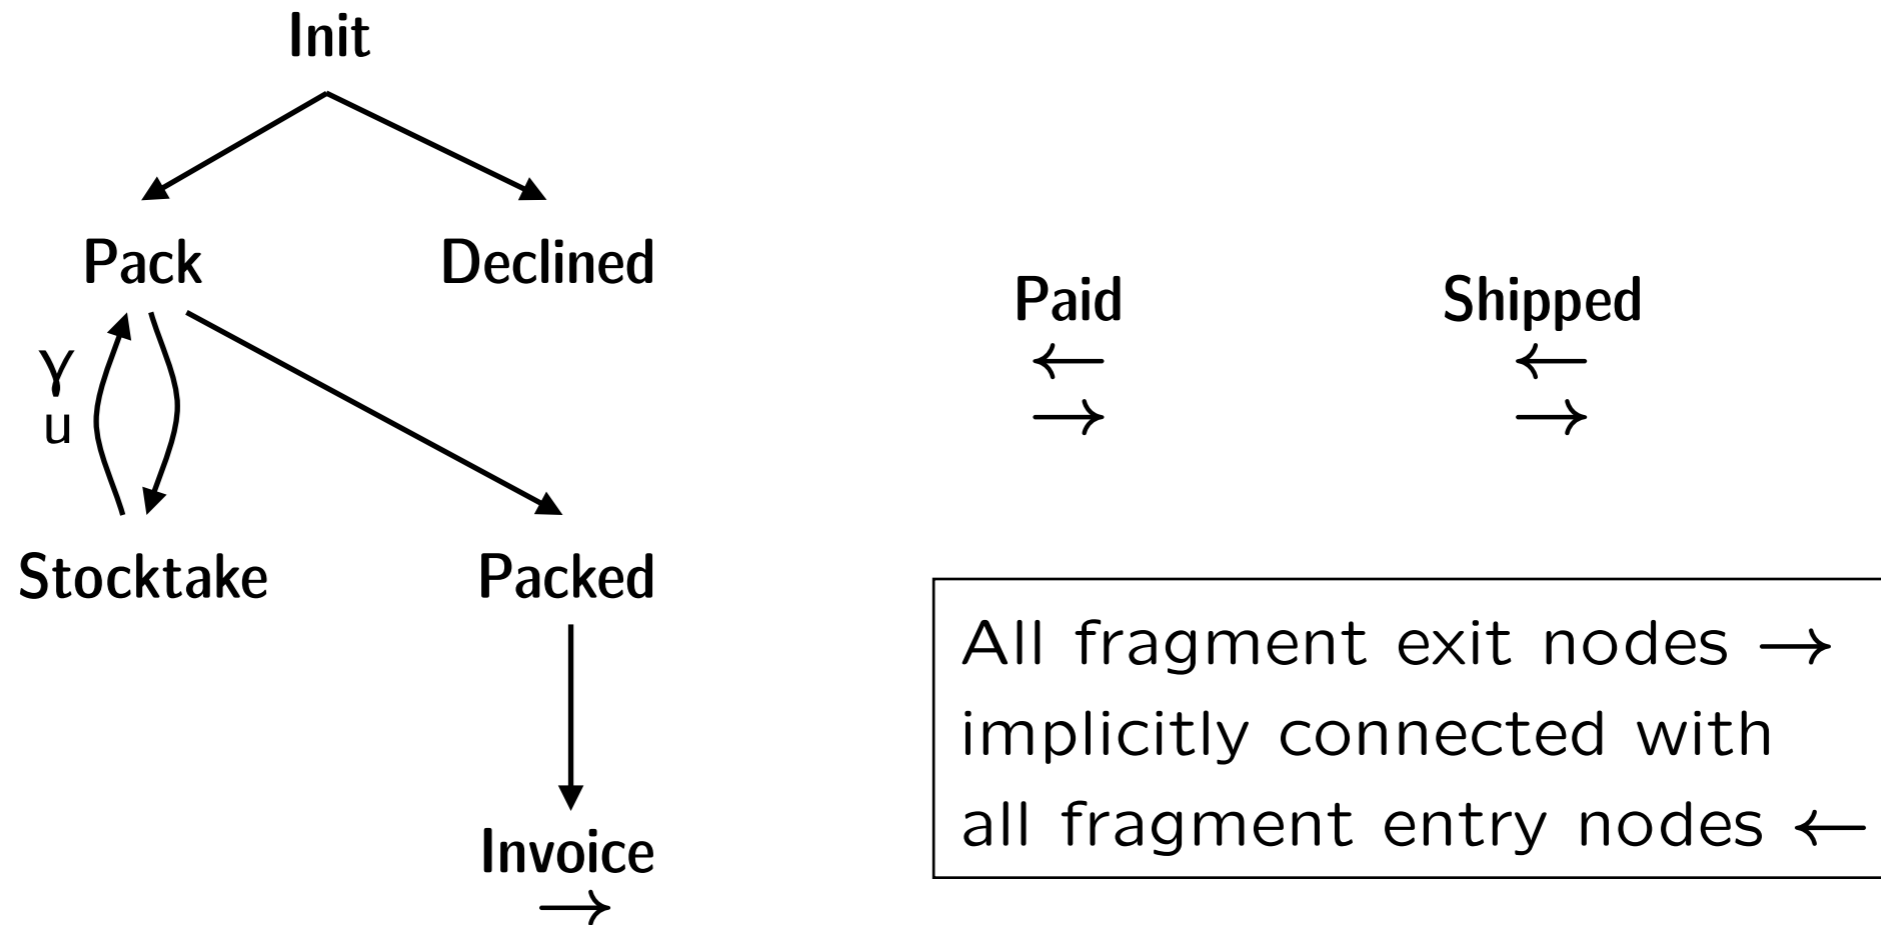 Init
Pack
Declined
Paid
←
→
Shipped
←
→
γ
u
Stocktake
Packed
Invoice
→
All fragment exit nodes →
implicitly connected with
all fragment entry nodes ←